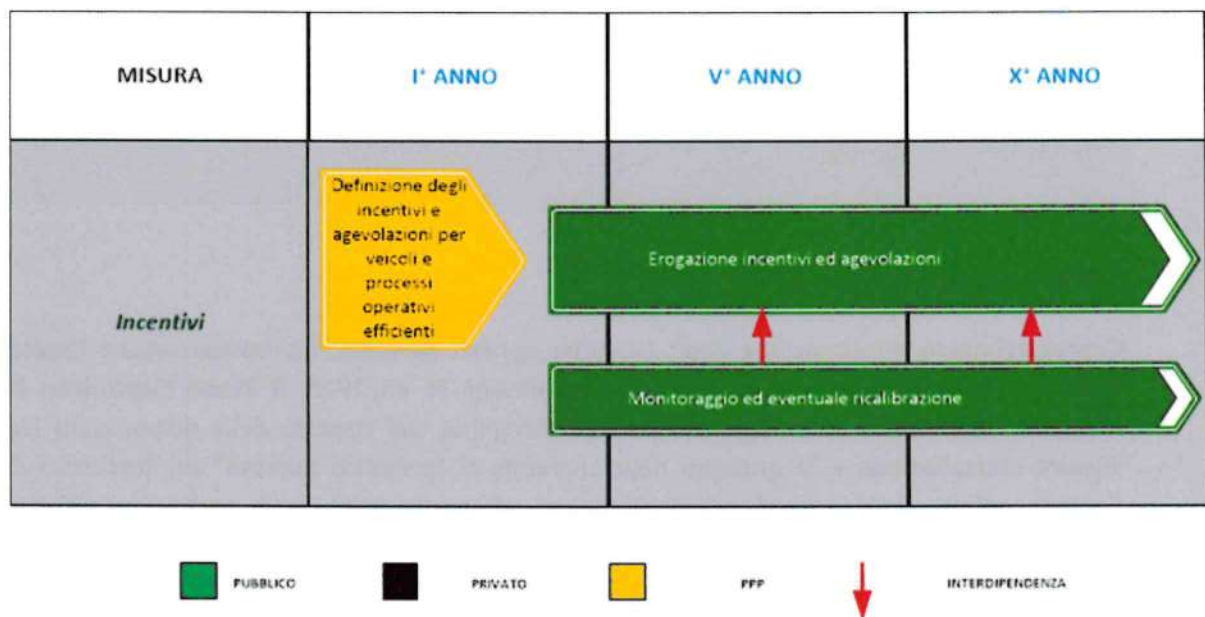 MISURA
I° ANNO
V° ANNO
X° ANNO
Incentivi
Definizione degli
incentivi e
agevolazioni per
veicoli e
processi
operativi
efficienti
Erogazione incentivi ed agevolazioni
Monitoraggio ed eventuale ricalibrazione
PUBBLICO
PRIVATO
PPP
INTERDIPENDENZA